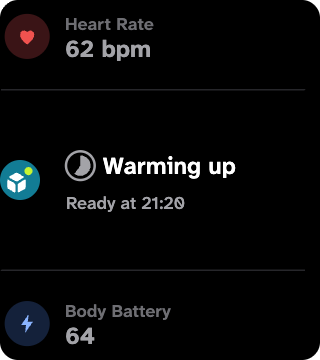 Heart Rate
62 bpm
Warming up
Ready at 21:20
Body Battery
64